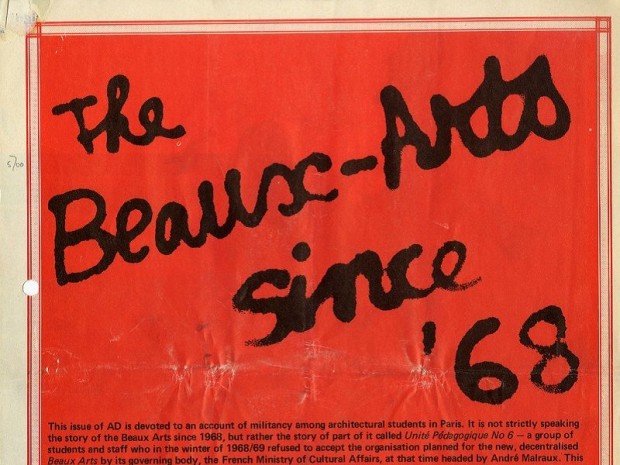 The
Beaux-Arts
since
'68
This issue of AD is devoted to an account of militancy among architectural students in Paris. It is not strictly speaking
the story of the Beaux Arts since 1968, but rather the story of part of it called Unité Pédagogique No 6 — a group of
students and staff who in the winter of 1968/69 refused to accept the organisation planned for the new, decentralised
Beaux Arts by its governing body, the French Ministry of Cultural Affairs, at that time headed by André Malraux. This